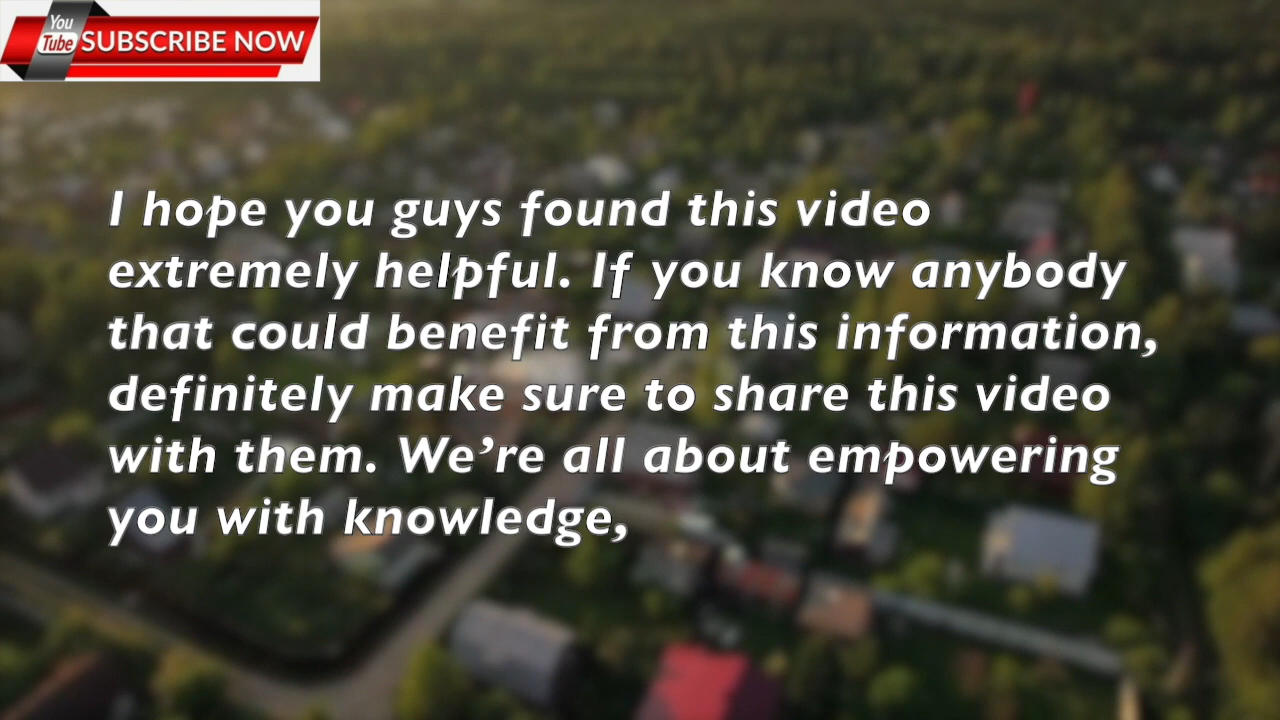 You
Tube
SUBSCRIBE NOW
I hope you guys found this video
extremely helpful. If you know anybody
that could benefit from this information,
definitely make sure to share this video
with them. We’re all about empowering
you with knowledge,